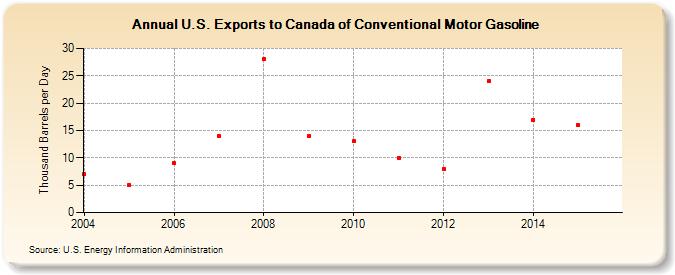 Annual U.S. Exports to Canada of Conventional Motor Gasoline
Thousand Barrels per Day
30
25
20
15
10
5
0
2004 2006 2008 2010 2012 2014
Source: U.S. Energy Information Administration